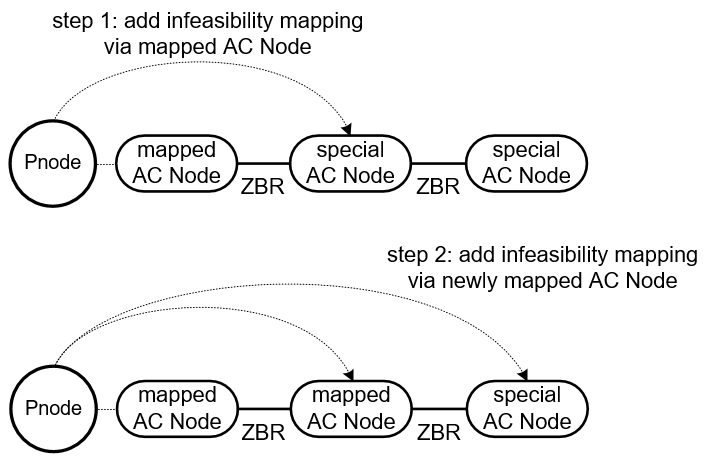 step 1: add infeasibility mapping
via mapped AC Node
Pnode
mapped
AC Node
ZBR
special
AC Node
ZBR
special
AC Node
step 2: add infeasibility mapping
via newly mapped AC Node
Pnode
mapped
AC Node
ZBR
mapped
AC Node
ZBR
special
AC Node